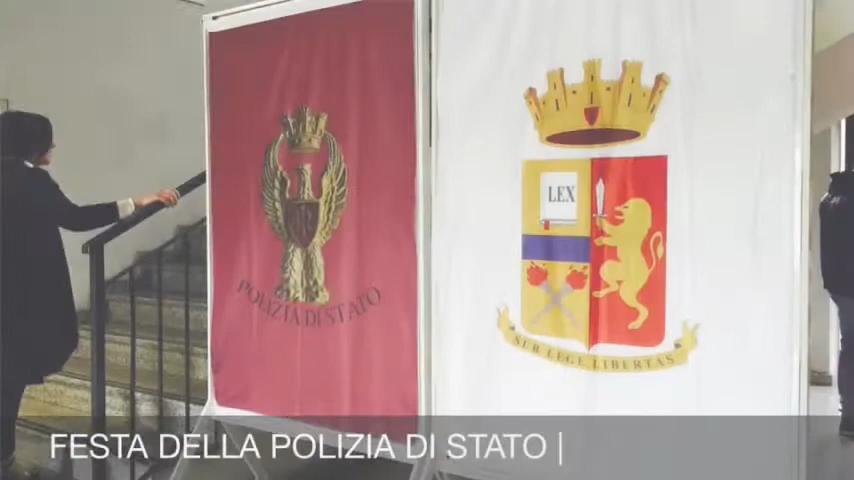 LEX
POLIZIA DI STATO
SUB LEGE LIBERTAS
FESTA DELLA POLIZIA DI STATO |